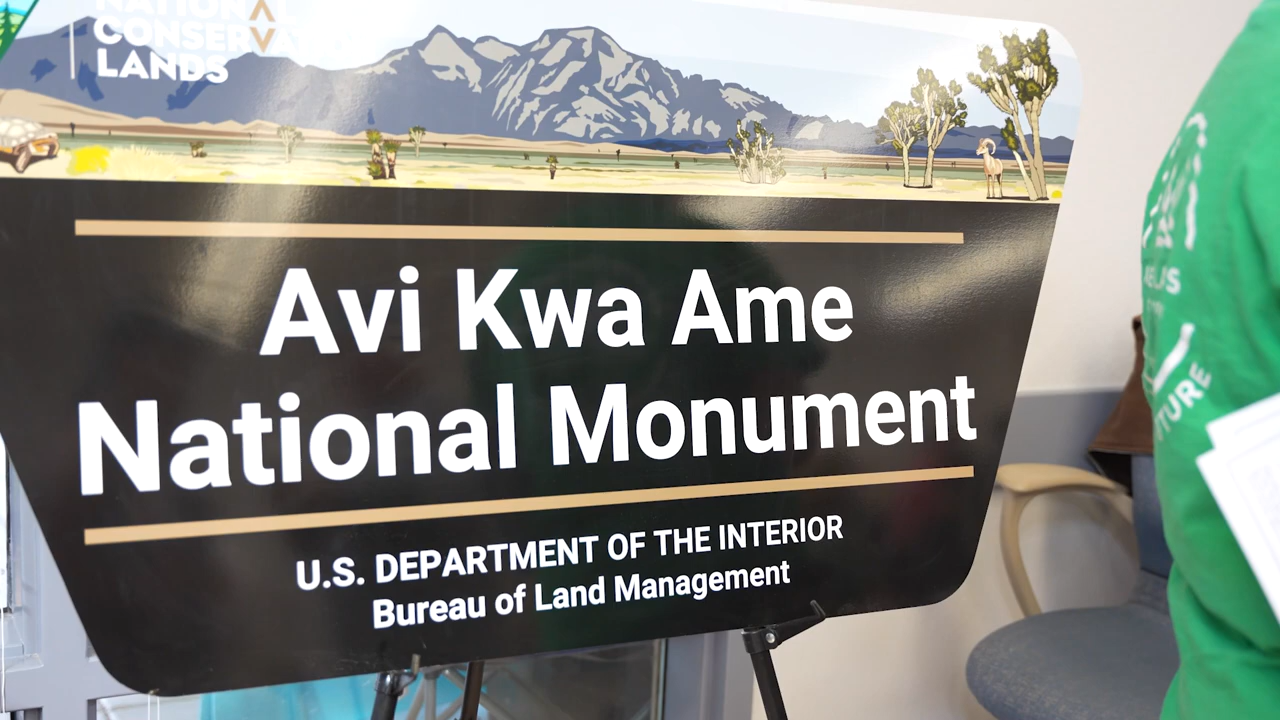 NATIONAL
CONSERVATION
LANDS
Avi Kwa Ame
National Monument
U.S. DEPARTMENT OF THE INTERIOR
Bureau of Land Management